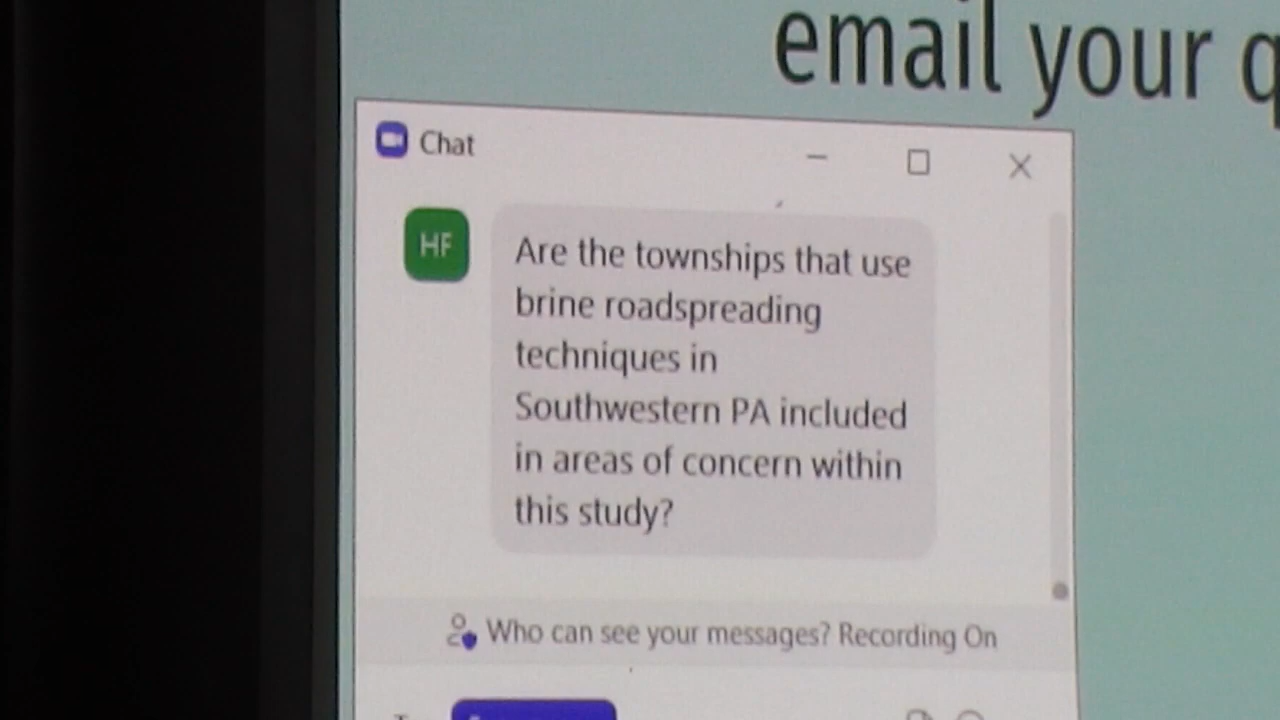 email your
Chat
HF
Are the townships that use
brine roadspreading
techniques in
Southwestern PA included
in areas of concern within
this study?
Who can see your messages? Recording On